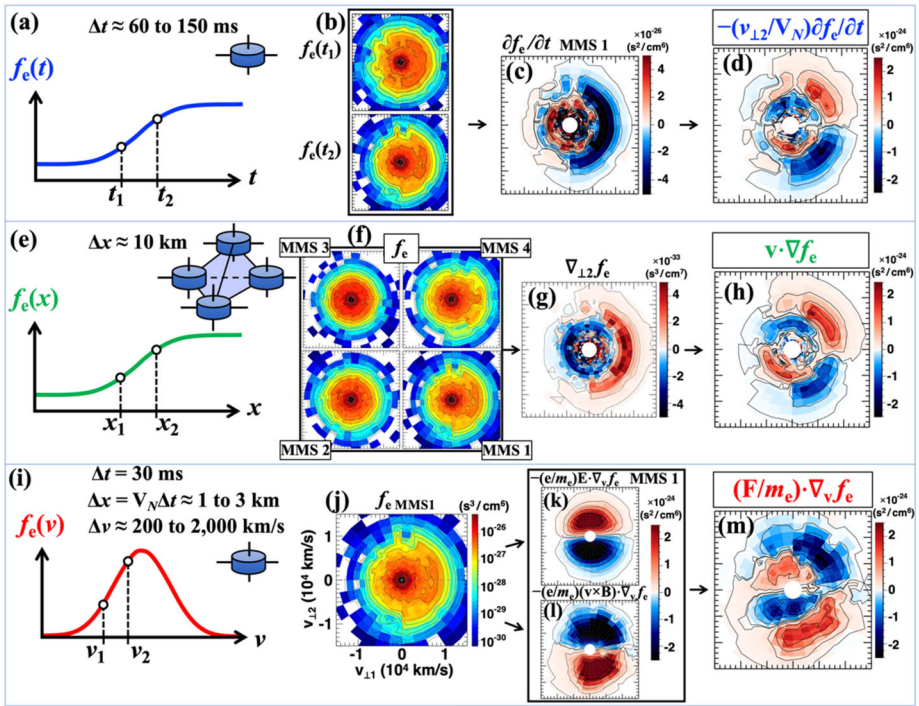 (a)
Δt ≈ 60 to 150 ms
fe(t)
t1
t2
t
(b)
fe(t1)
fe(t2)
∂fe/∂t MMS 1
(c)
×10-26
(s2/cm6)
4
2
0
-2
-4
−(v⊥2/VN)∂fe/∂t
(d)
×10-24
(s2/cm6)
2
1
0
-1
-2
(e)
Δx ≈ 10 km
fe(x)
x1
x2
x
(f)
MMS 3
fe
MMS 4
MMS 2
MMS 1
∇⊥2fe
(g)
×10-33
(s3/cm7)
4
2
0
-2
-4
v·∇fe
(h)
×10-24
(s2/cm6)
2
1
0
-1
-2
(i)
Δt = 30 ms
Δx = VNΔt ≈ 1 to 3 km
Δv ≈ 200 to 2,000 km/s
fe(v)
v1
v2
v
(j)
fe MMS1
(s3/cm6)
10-26
10-27
10-28
10-29
10-30
v⊥2 (104 km/s)
1
0
-1
-1
0
1
v⊥1 (104 km/s)
−(e/me)E·∇vfe MMS 1
(k)
×10-24
(s2/cm6)
2
1
0
-1
-2
−(e/me)(v×B)·∇vfe
(l)
(F/me)·∇vfe
(m)
×10-24
(s2/cm6)
2
1
0
-1
-2